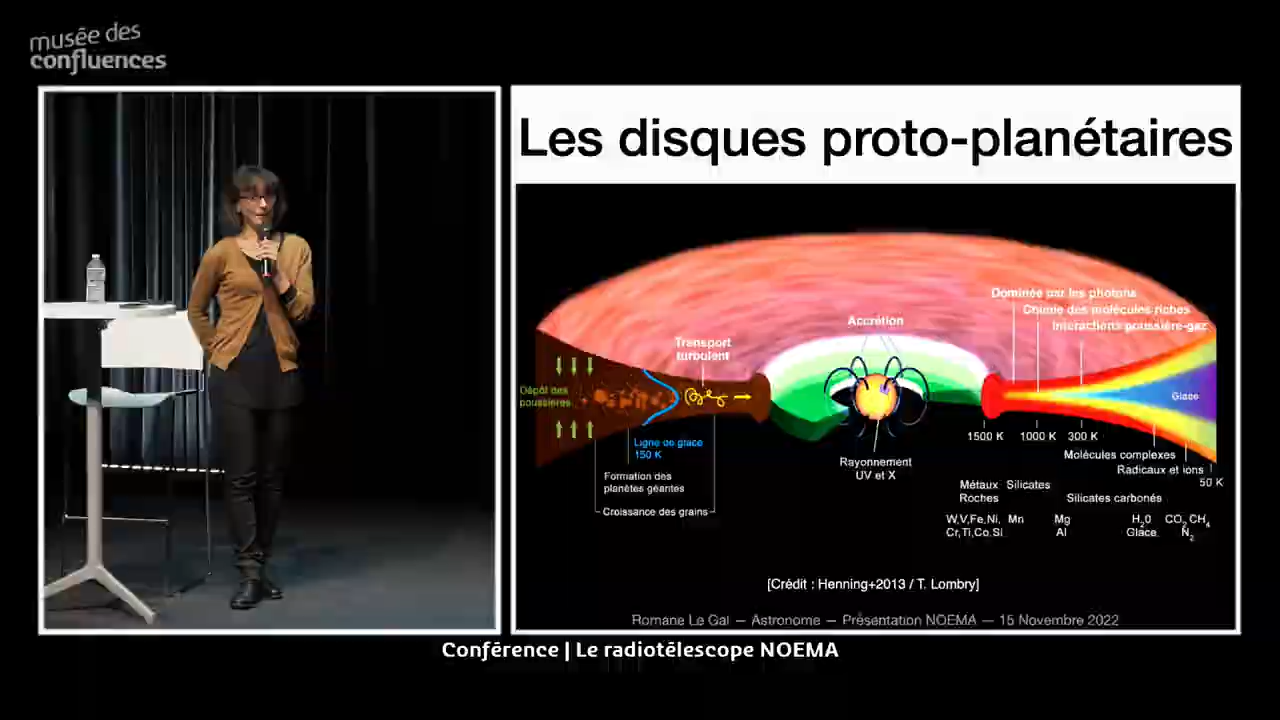 musée des
confluences
Les disques proto-planétaires
Dominée par les photons
Chimie des molécules riches
Interactions poussière-gaz
Accrétion
Transport
turbulent
Dépôt des
poussières
Glace
1500 K
1000 K
300 K
Ligne de glace
150 K
Molécules complexes
Radicaux et ions
50 K
Rayonnement
UV et X
Formation des
planètes géantes
Croissance des grains
Métaux
Roches
Silicates
Silicates carbonés
W,V,Fe,Ni,
Cr,Ti,Co,Si
Mn
Mg
Al
H2O
Glace
CO2 CH4
N2
[Crédit : Henning+2013 / T. Lombry]
Romane Le Gal — Astronome — Présentation NOEMA — 15 Novembre 2022
Conférence | Le radiotélescope NOEMA